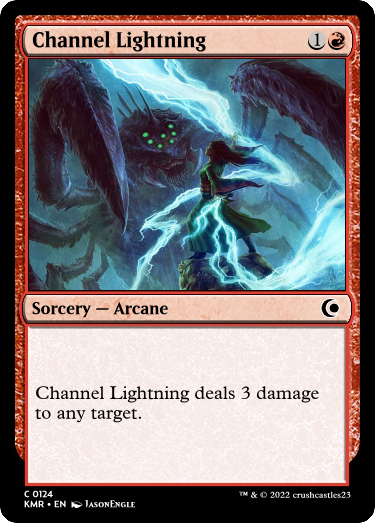 Channel Lightning 1
Sorcery — Arcane
Channel Lightning deals 3 damage
to any target.
C 0124
KMR • EN JASONENGLE
™ & © 2022 crushcastles23